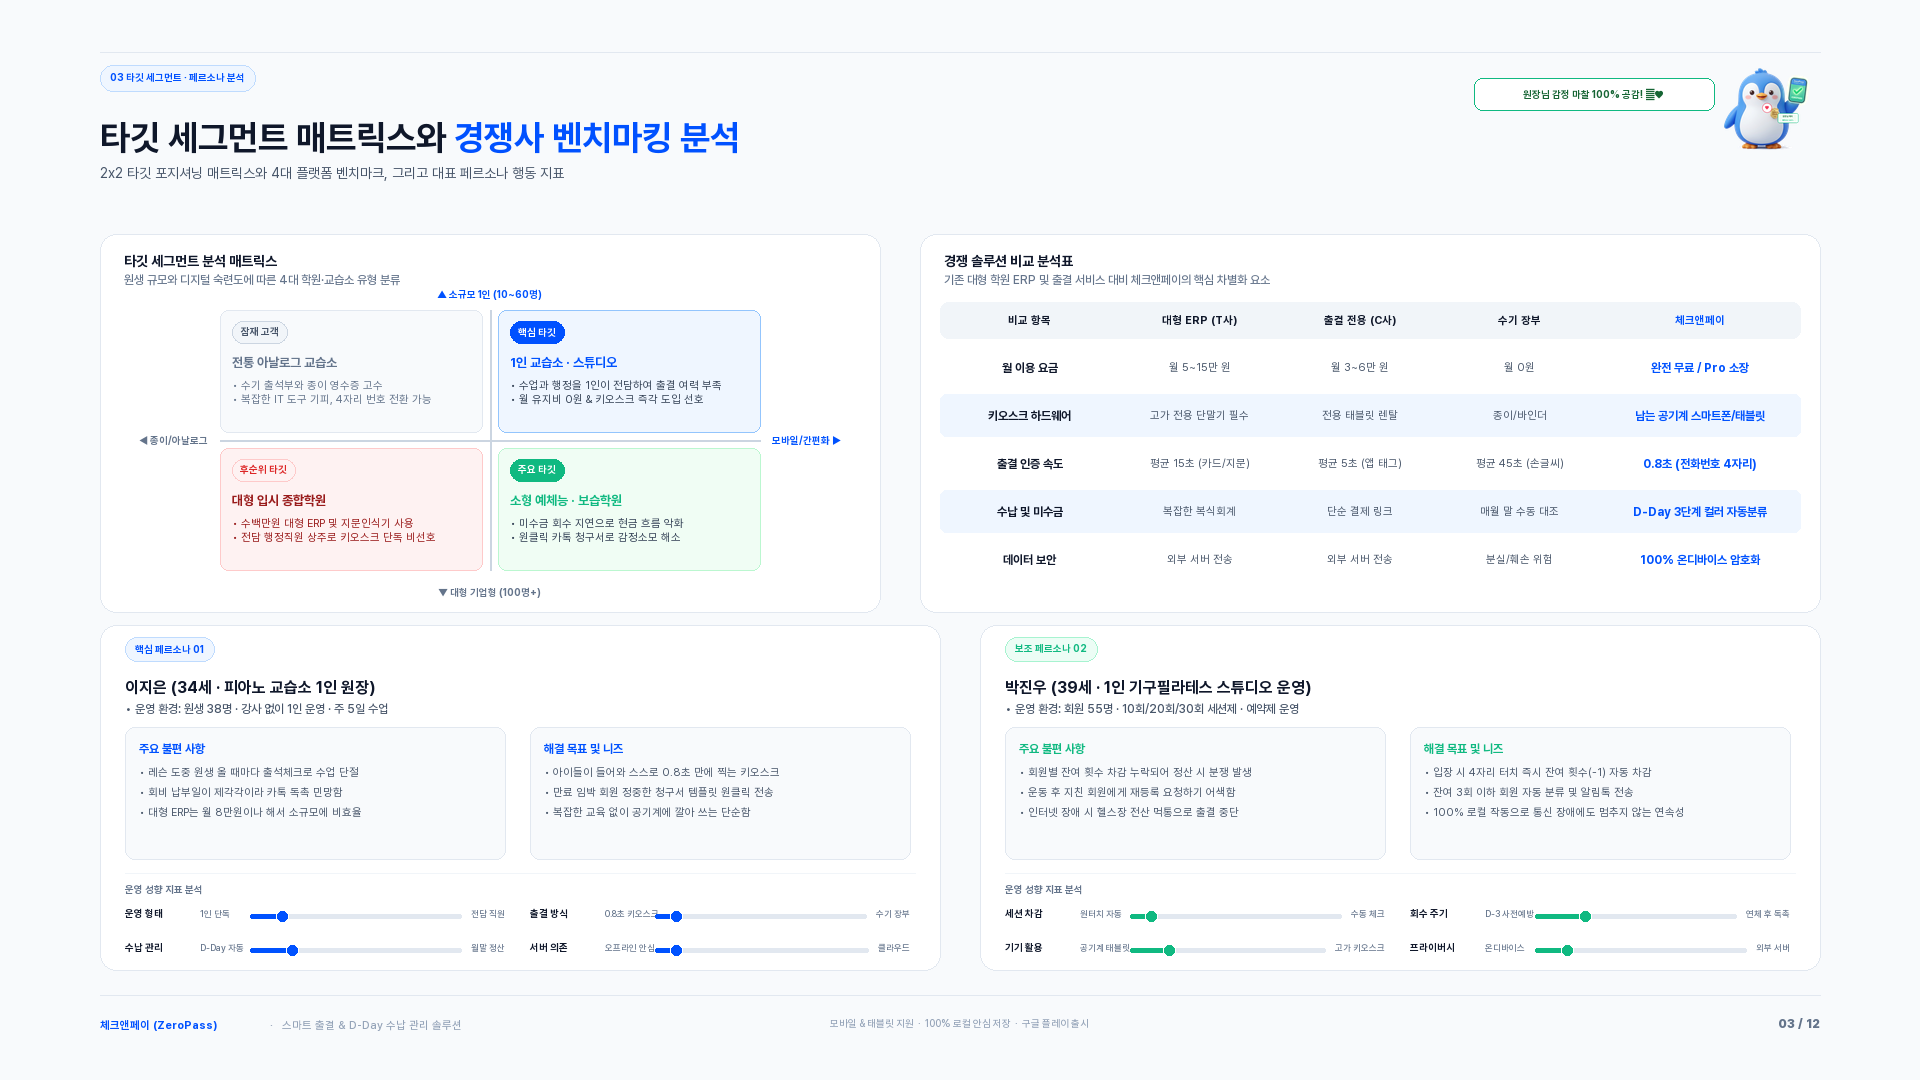 03 타깃 세그먼트 · 페르소나 분석
원장님 감정 마찰 100% 공감!
타깃 세그먼트 매트릭스와 경쟁사 벤치마킹 분석
2x2 타깃 포지셔닝 매트릭스와 4대 플랫폼 벤치마크, 그리고 대표 페르소나 행동 지표
타깃 세그먼트 분석 매트릭스
원생 규모와 디지털 숙련도에 따른 4대 학원·교습소 유형 분류
▲ 소규모 1인 (10~60명)
잠재 고객
전통 아날로그 교습소
• 수기 출석부와 종이 영수증 고수
• 복잡한 IT 도구 기피, 4자리 번호 전환 가능
핵심 타깃
1인 교습소 · 스튜디오
• 수업과 행정을 1인이 전담하여 출결 여력 부족
• 월 유지비 0원 & 키오스크 즉각 도입 선호
◀ 종이/아날로그
모바일/간편화 ▶
후순위 타깃
대형 입시 종합학원
• 수백만원 대형 ERP 및 지문인식기 사용
• 전담 행정직원 상주로 키오스크 단독 비선호
주요 타깃
소형 예체능 · 보습학원
• 미수금 회수 지연으로 현금 흐름 악화
• 원클릭 카톡 청구서로 감정소모 해소
▼ 대형 기업형 (100명+)
경쟁 솔루션 비교 분석표
기존 대형 학원 ERP 및 출결 서비스 대비 체크앤페이의 핵심 차별화 요소
비교 항목 대형 ERP (T사) 출결 전용 (C사) 수기 장부 체크앤페이
월 이용 요금 월 5~15만 원 월 3~6만 원 월 0원 완전 무료 / Pro 소장
키오스크 하드웨어 고가 전용 단말기 필수 전용 태블릿 렌탈 종이/바인더 남는 공기계 스마트폰/태블릿
출결 인증 속도 평균 15초 (카드/지문) 평균 5초 (앱 태그) 평균 45초 (손글씨) 0.8초 (전화번호 4자리)
수납 및 미수금 복잡한 복식회계 단순 결제 링크 매월 말 수동 대조 D-Day 3단계 컬러 자동분류
데이터 보안 외부 서버 전송 외부 서버 전송 분실/훼손 위험 100% 온디바이스 암호화
핵심 페르소나 01
이지은 (34세 · 피아노 교습소 1인 원장)
• 운영 환경: 원생 38명 · 강사 없이 1인 운영 · 주 5일 수업
주요 불편 사항
• 레슨 도중 원생 올 때마다 출석체크로 수업 단절
• 회비 납부일이 제각각이라 카톡 독촉 민망함
• 대형 ERP는 월 8만원이나 해서 소규모에 비효율
해결 목표 및 니즈
• 아이들이 들어와 스스로 0.8초 만에 찍는 키오스크
• 만료 임박 회원 정중한 청구서 템플릿 원클릭 전송
• 복잡한 교육 없이 공기계에 깔아 쓰는 단순함
운영 성향 지표 분석
운영 형태 1인 단독 전담 직원 출결 방식 0.8초 키오스크 수기 장부
수납 관리 D-Day 자동 월말 정산 서버 의존 오프라인 안심 클라우드
보조 페르소나 02
박진우 (39세 · 1인 기구필라테스 스튜디오 운영)
• 운영 환경: 회원 55명 · 10회/20회/30회 세션제 · 예약제 운영
주요 불편 사항
• 회원별 잔여 횟수 차감 누락되어 정산 시 분쟁 발생
• 운동 후 지친 회원에게 재등록 요청하기 어색함
• 인터넷 장애 시 헬스장 전산 먹통으로 출결 중단
해결 목표 및 니즈
• 입장 시 4자리 터치 즉시 잔여 횟수(-1) 자동 차감
• 잔여 3회 이하 회원 자동 분류 및 알림톡 전송
• 100% 로컬 작동으로 통신 장애에도 멈추지 않는 연속성
운영 성향 지표 분석
세션 차감 원터치 자동 수동 체크 회수 주기 D-3 사전예방 연체 후 독촉
기기 활용 공기계 태블릿 고가 키오스크 프라이버시 온디바이스 외부 서버
체크앤페이 (ZeroPass) · 스마트 출결 & D-Day 수납 관리 솔루션
모바일 & 태블릿 지원 · 100% 로컬 안심 저장 · 구글 플레이 출시
03 / 12